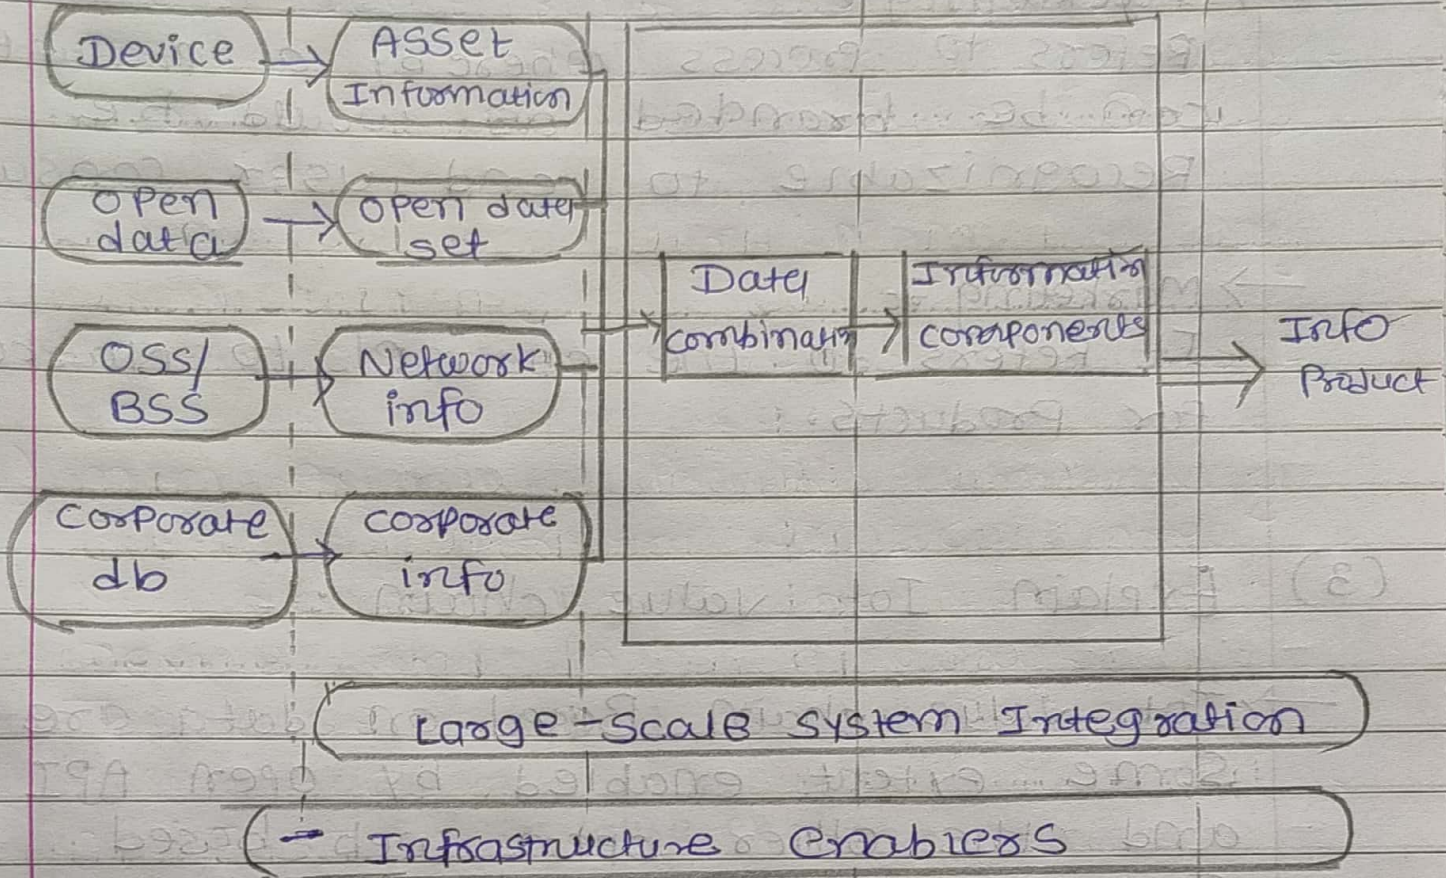 Device
Asset
Information
Open
data
Open data
set
OSS/
BSS
Network
info
Corporate
db
Corporate
info
Data
combination
Information
components
Info
Product
Large-Scale System Integration
- Infrastructure enablers